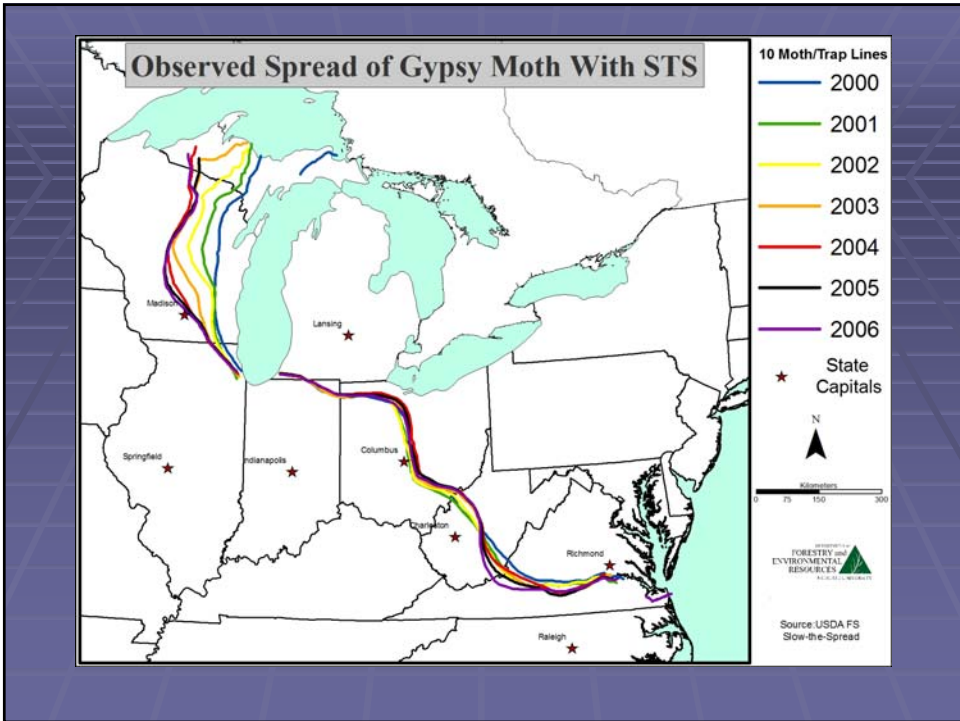 Observed Spread of Gypsy Moth With STS
10 Moth/Trap Lines
2000
2001
2002
2003
2004
2005
2006
State
Capitals
N
Kilometers
0 75 150 300
FORESTRY and
ENVIRONMENTAL
RESOURCES
Source:USDA FS
Slow-the-Spread
Madison
Lansing
Springfield
Indianapolis
Columbus
Charleston
Richmond
Raleigh